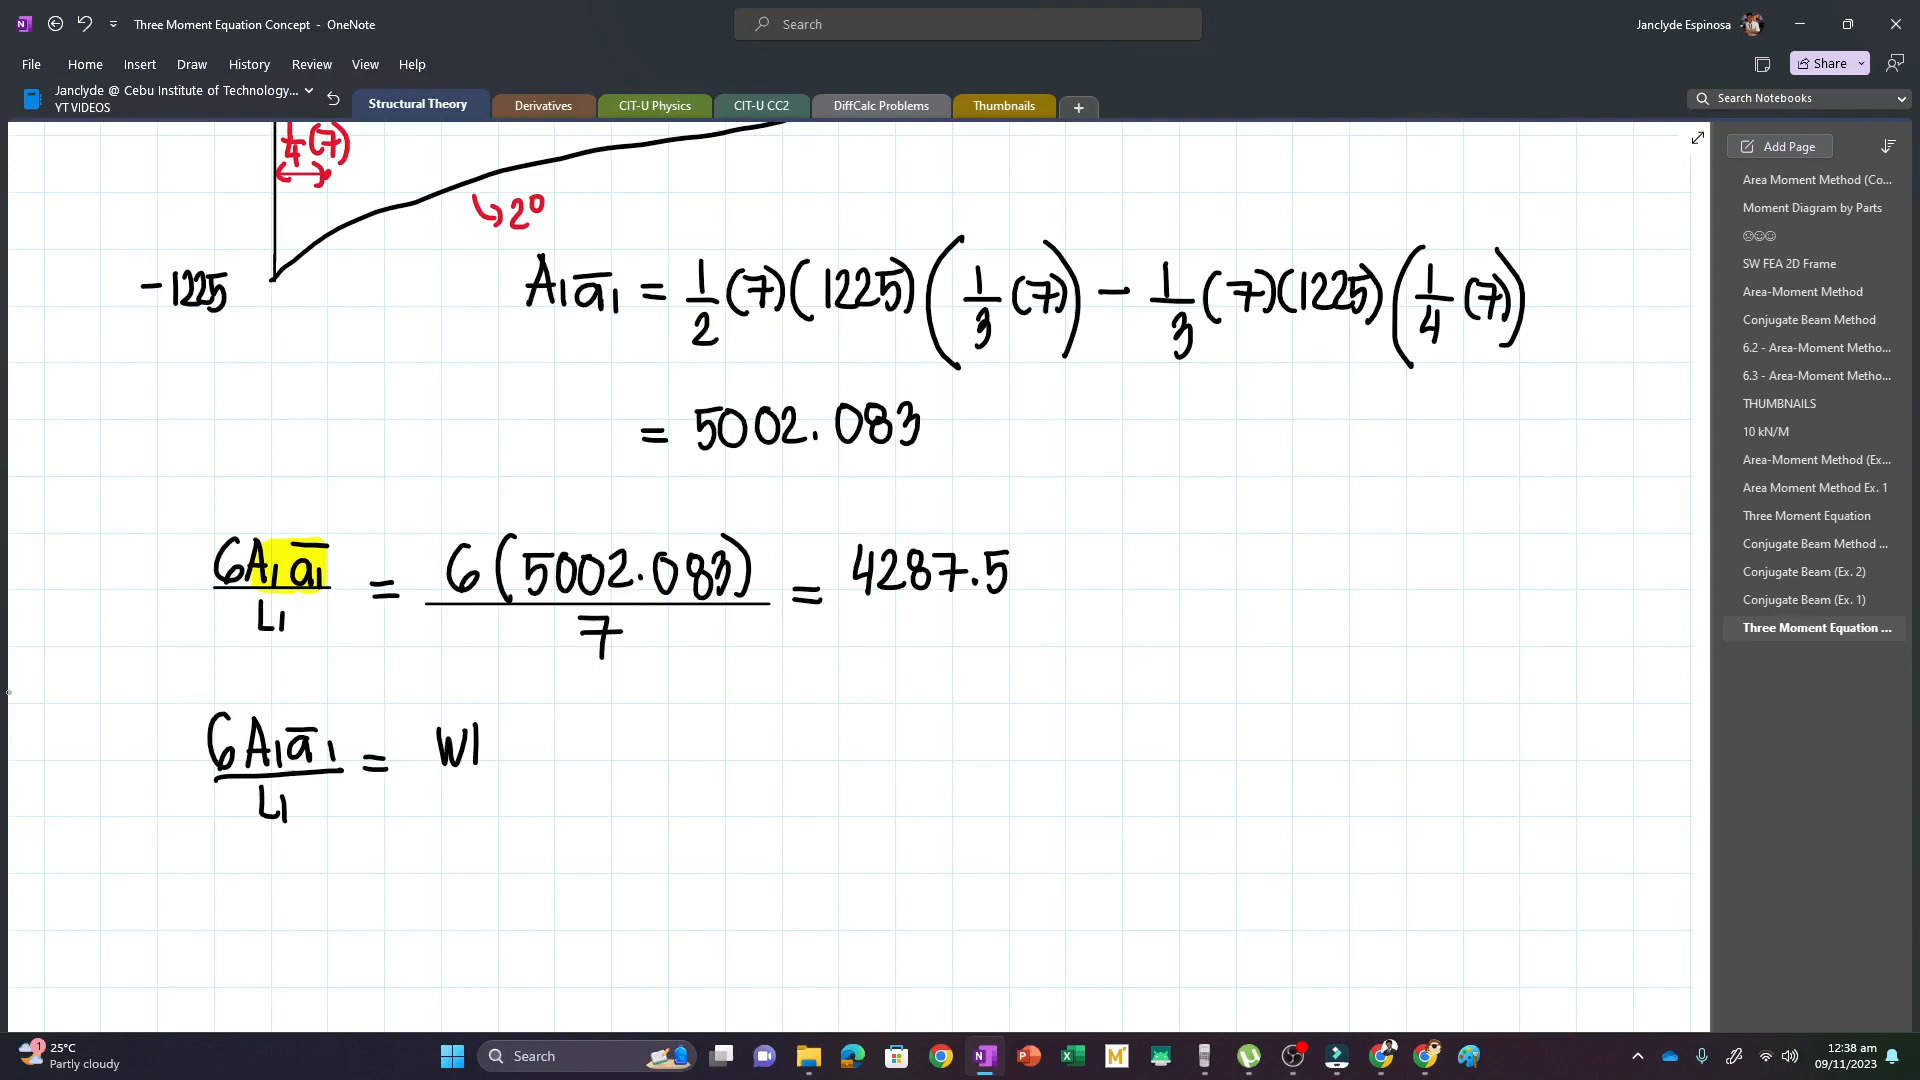 Three Moment Equation Concept - OneNote
Search
Janclyde Espinosa
File Home Insert Draw History Review View Help
Share
Janclyde @ Cebu Institute of Technology...
YT VIDEOS
Structural Theory Derivatives CIT-U Physics CIT-U CC2 DiffCalc Problems Thumbnails +
Search Notebooks
Add Page
Area Moment Method (Co...
Moment Diagram by Parts
☹☺☺
SW FEA 2D Frame
Area-Moment Method
Conjugate Beam Method
6.2 - Area-Moment Metho...
6.3 - Area-Moment Metho...
THUMBNAILS
10 kN/M
Area-Moment Method (Ex...
Area Moment Method Ex. 1
Three Moment Equation
Conjugate Beam Method ...
Conjugate Beam (Ex. 2)
Conjugate Beam (Ex. 1)
Three Moment Equation ...
1/4 (7)
↳ 2°
-1225
A₁a̅₁ = 1/2 (7)(1225)(1/3 (7)) - 1/3 (7)(1225)(1/4 (7))
= 5002.083
6A₁a̅₁/L₁ = 6(5002.083)/7 = 4287.5
6A₁a̅₁/L₁ = Wl
1
25°C
Partly cloudy
Search
12:38 am
09/11/2023